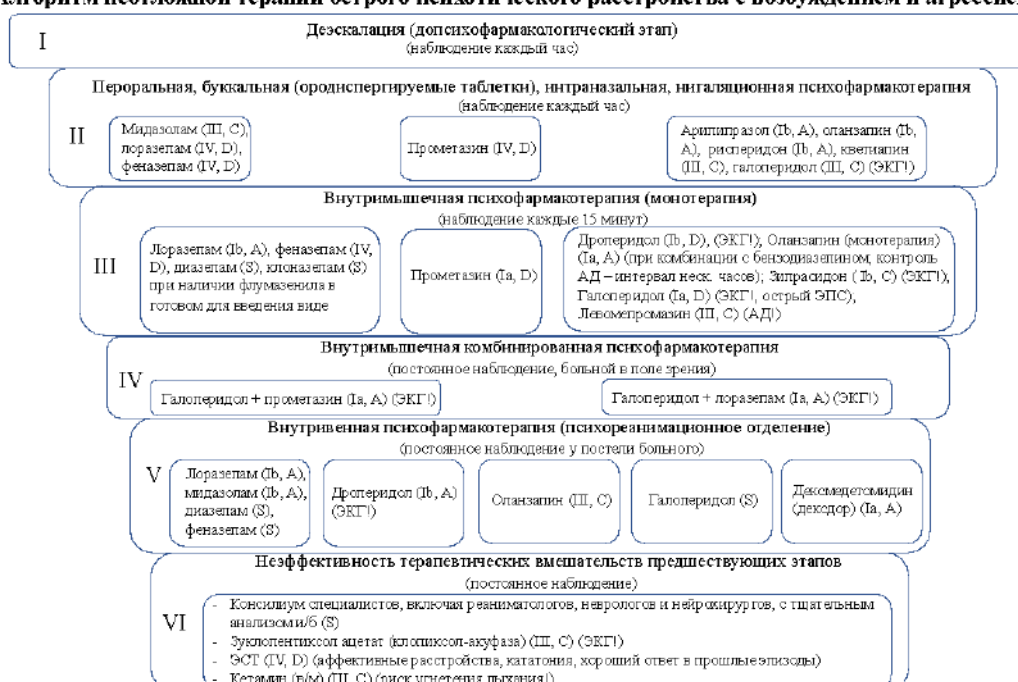 Алгоритм неотложной терапии острого психотического расстройства с возбуждением и агрессией
I
Деэскалация (допсихофармакологический этап)
(наблюдение каждый час)
II
Пероральная, буккальная (ородиспергируемые таблетки), интраназальная, нигаляционная психофармакотерапия
(наблюдение каждый час)
Мидазолам (III, C),
лоразепам (IV, D),
феназепам (IV, D)
Прометазин (IV, D)
Арипипразол (Ib, A), оланзапин (Ib,
A), рисперидон (Ib, A), кветиапин
(III, C), галоперидол (III, C) (ЭКГ!)
III
Внутримышечная психофармакотерапия (монотерапия)
(наблюдение каждые 15 минут)
Лоразепам (Ib, A), феназепам (IV,
D), диазепам (S), клоназепам (S)
при наличии флумазенила в
готовом для введения виде
Прометазин (Ia, D)
Дроперидол (Ib, D), (ЭКГ!); Оланзапин (монотерапия)
(Ia, A) (при комбинации с бензодиазепином, контроль
АД – интервал неск. часов); Зипрасидон ( Ib, C) (ЭКГ!),
Галоперидол (Ia, D) (ЭКГ!, острый ЭПС),
Левомепромазин (III, C) (АД!)
IV
Внутримышечная комбинированная психофармакотерапия
(постоянное наблюдение, больной в поле зрения)
Галоперидол + прометазин (Ia, A) (ЭКГ!)
Галоперидол + лоразепам (Ia, A) (ЭКГ!)
V
Внутривенная психофармакотерапия (психореанимационное отделение)
(постоянное наблюдение у постели больного)
Лоразепам (Ib, A),
мидазолам (Ib, A),
диазепам (S),
феназепам (S)
Дроперидол (Ib, A)
(ЭКГ!)
Оланзапин (III, C)
Галоперидол (S)
Дексмедетомидин
(дексдор) (Ia, A)
VI
Неэффективность терапевтических вмешательств предшествующих этапов
(постоянное наблюдение)
- Консилиум специалистов, включая реаниматологов, неврологов и нейрохирургов, с тщательным
анализом и/б (S)
- Зуклопентиксол ацетат (клопиксол-акуфаза) (III, C) (ЭКГ!)
- ЭСТ (IV, D) (аффективные расстройства, кататония, хороший ответ в прошлые эпизоды)
- Кетамин (в/м) (III, C) (риск угнетения дыхания!)